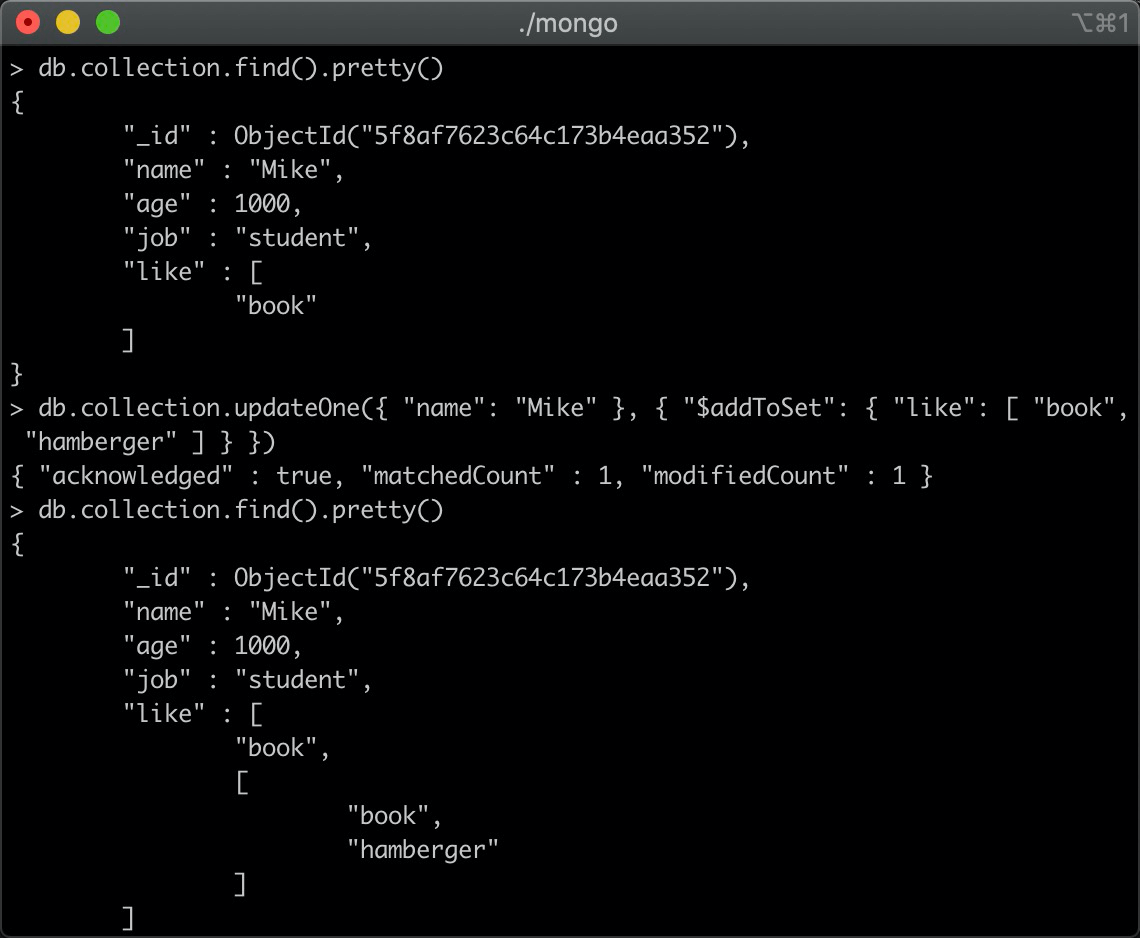 ./mongo ⌥⌘1
> db.collection.find().pretty()
{
        "_id" : ObjectId("5f8af7623c64c173b4eaa352"),
        "name" : "Mike",
        "age" : 1000,
        "job" : "student",
        "like" : [
                "book"
        ]
}
> db.collection.updateOne({ "name": "Mike" }, { "$addToSet": { "like": [ "book",
 "hamberger" ] } })
{ "acknowledged" : true, "matchedCount" : 1, "modifiedCount" : 1 }
> db.collection.find().pretty()
{
        "_id" : ObjectId("5f8af7623c64c173b4eaa352"),
        "name" : "Mike",
        "age" : 1000,
        "job" : "student",
        "like" : [
                "book",
                [
                        "book",
                        "hamberger"
                ]
        ]